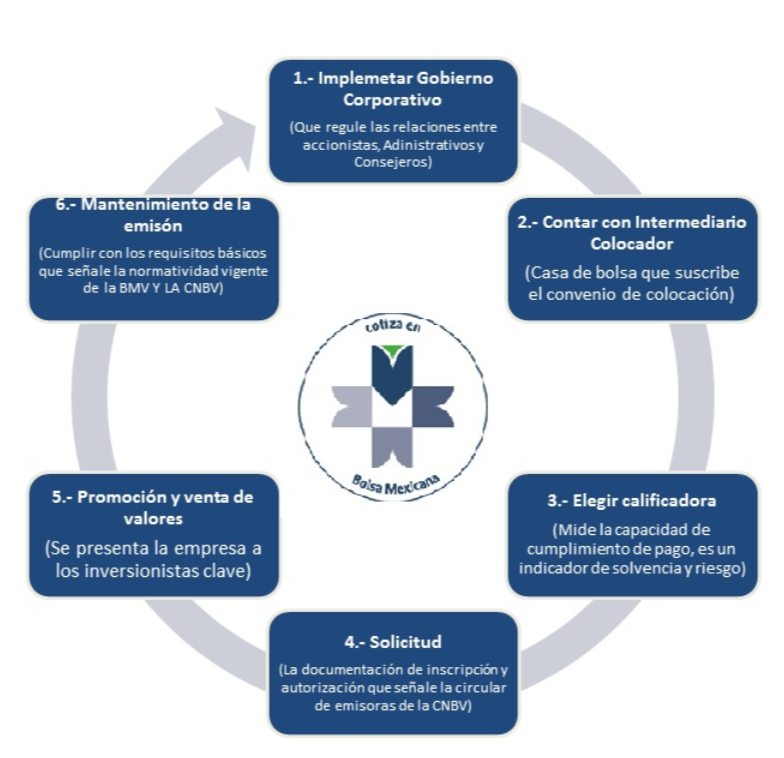 1.- Implemetar Gobierno
Corporativo
(Que regule las relaciones entre
accionistas, Adinistrativos y
Consejeros)
2.- Contar con Intermediario
Colocador
(Casa de bolsa que suscribe
el convenio de colocación)
3.- Elegir calificadora
(Mide la capacidad de
cumplimiento de pago, es un
indicador de solvencia y riesgo)
4.- Solicitud
(La documentación de inscripción y
autorización que señale la circular
de emisoras de la CNBV)
5.- Promoción y venta de
valores
(Se presenta la empresa a
los inversionistas clave)
6.- Mantenimiento de la
emisón
(Cumplir con los requisitos básicos
que señale la normatividad vigente
de la BMV Y LA CNBV)
cotiza en
Bolsa Mexicana